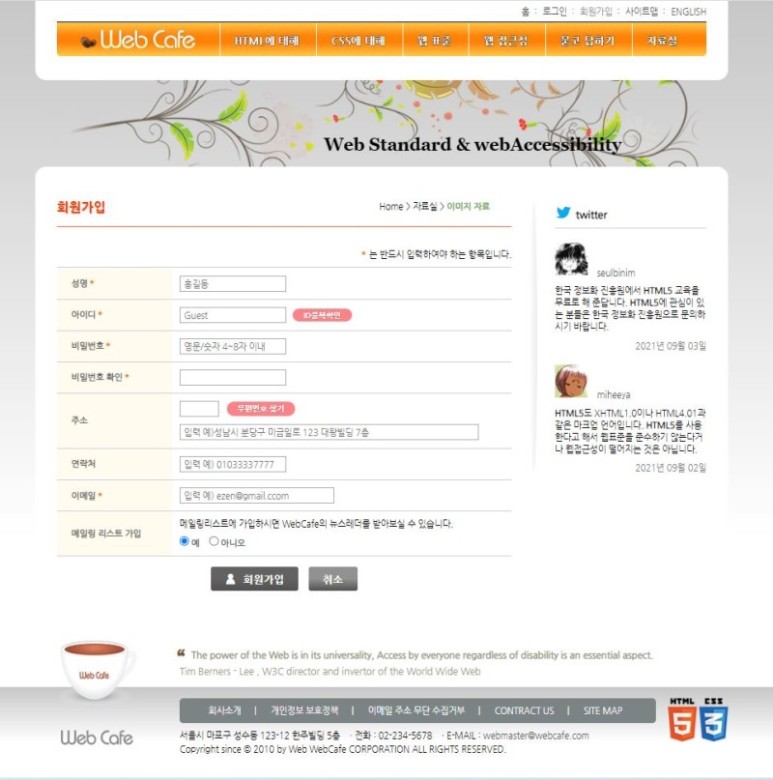 홈 : 로그인 : 회원가입 : 사이트맵 : ENGLISH
Web Cafe HTML에 대해 CSS에 대해 웹 표준 웹 접근성 묻고 답하기 자료실
Web Standard & webAccessibility
회원가입
Home > 자료실 > 이미지 자료
* 는 반드시 입력하여야 하는 항목입니다.
성명 * 홍길동
아이디 * Guest ID중복확인
비밀번호 * 영문/숫자 4~8자 이내
비밀번호 확인 *
주소 우편번호 찾기
입력 예)성남시 분당구 미금일로 123 대왕빌딩 7층
연락처 입력 예) 01033337777
이메일 * 입력 예) ezen@gmail.ccom
메일링 리스트 가입 메일링리스트에 가입하시면 WebCafe의 뉴스레더를 받아보실 수 있습니다.
예 아니오
회원가입 취소
twitter
seulbinim
한국 정보화 진흥원에서 HTML5 교육을
무료로 해 준답니다. HTML5에 관심이 있
는 분들은 한국 정보화 진흥원으로 문의하
시기 바랍니다.
2021년 09월 03일
miheeya
HTML5도 XHTML1.0이나 HTML4.01과
같은 마크업 언어입니다. HTML5를 사용
한다고 해서 웹표준을 준수하기 않는다거
나 웹접근성이 떨어지는 것은 아닙니다.
2021년 09월 02일
Web Cafe
❝ The power of the Web is in its universality, Access by everyone regardless of disability is an essential aspect.
Tim Berners - Lee , W3C director and invertor of the World Wide Web
회사소개 | 개인정보 보호정책 | 이메일 주소 무단 수집거부 | CONTRACT US | SITE MAP
HTML 5 CSS 3
Web Cafe
서울시 마포구 성수동 123-12 한주빌딩 5층 · 전화 : 02-234-5678 · E-MAIL : webmaster@webcafe.com
Copyright since © 2010 by Web WebCafe CORPORATION ALL RIGHTS RESERVED.